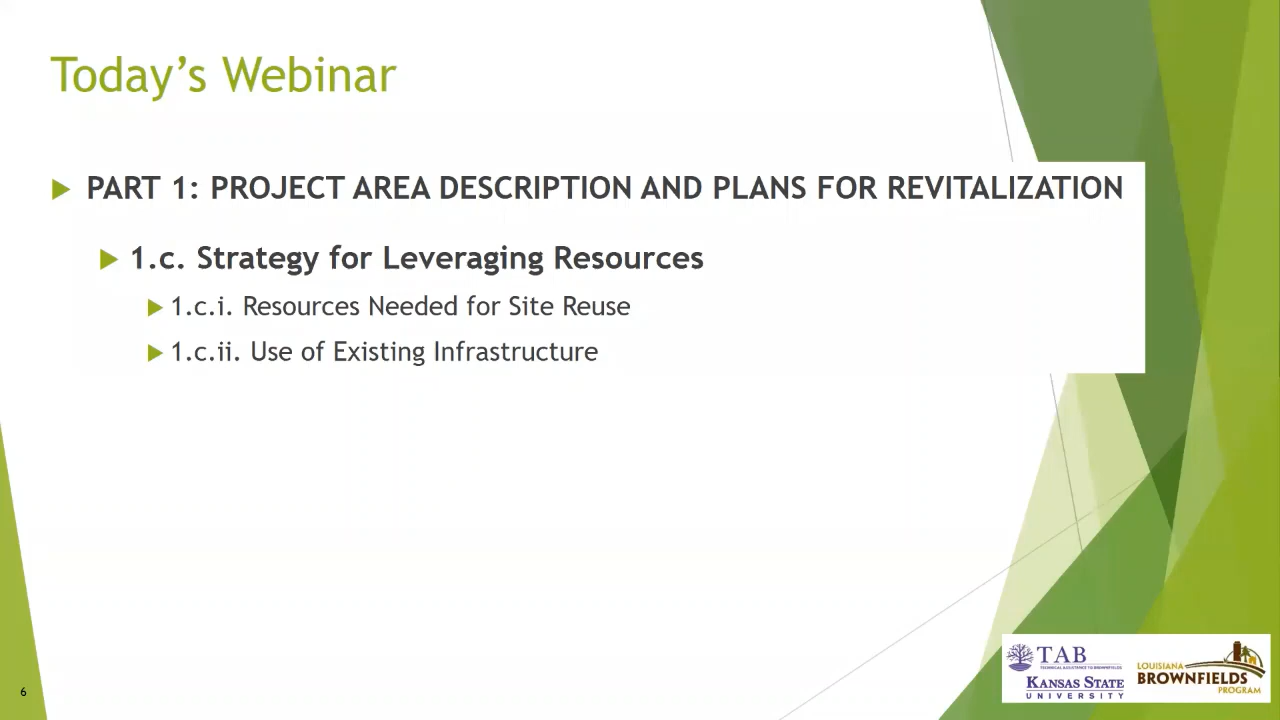 Today's Webinar
PART 1: PROJECT AREA DESCRIPTION AND PLANS FOR REVITALIZATION
1.c. Strategy for Leveraging Resources
1.c.i. Resources Needed for Site Reuse
1.c.ii. Use of Existing Infrastructure
6
TAB
TECHNICAL ASSISTANCE TO BROWNFIELDS
KANSAS STATE
UNIVERSITY
LOUISIANA
BROWNFIELDS
PROGRAM